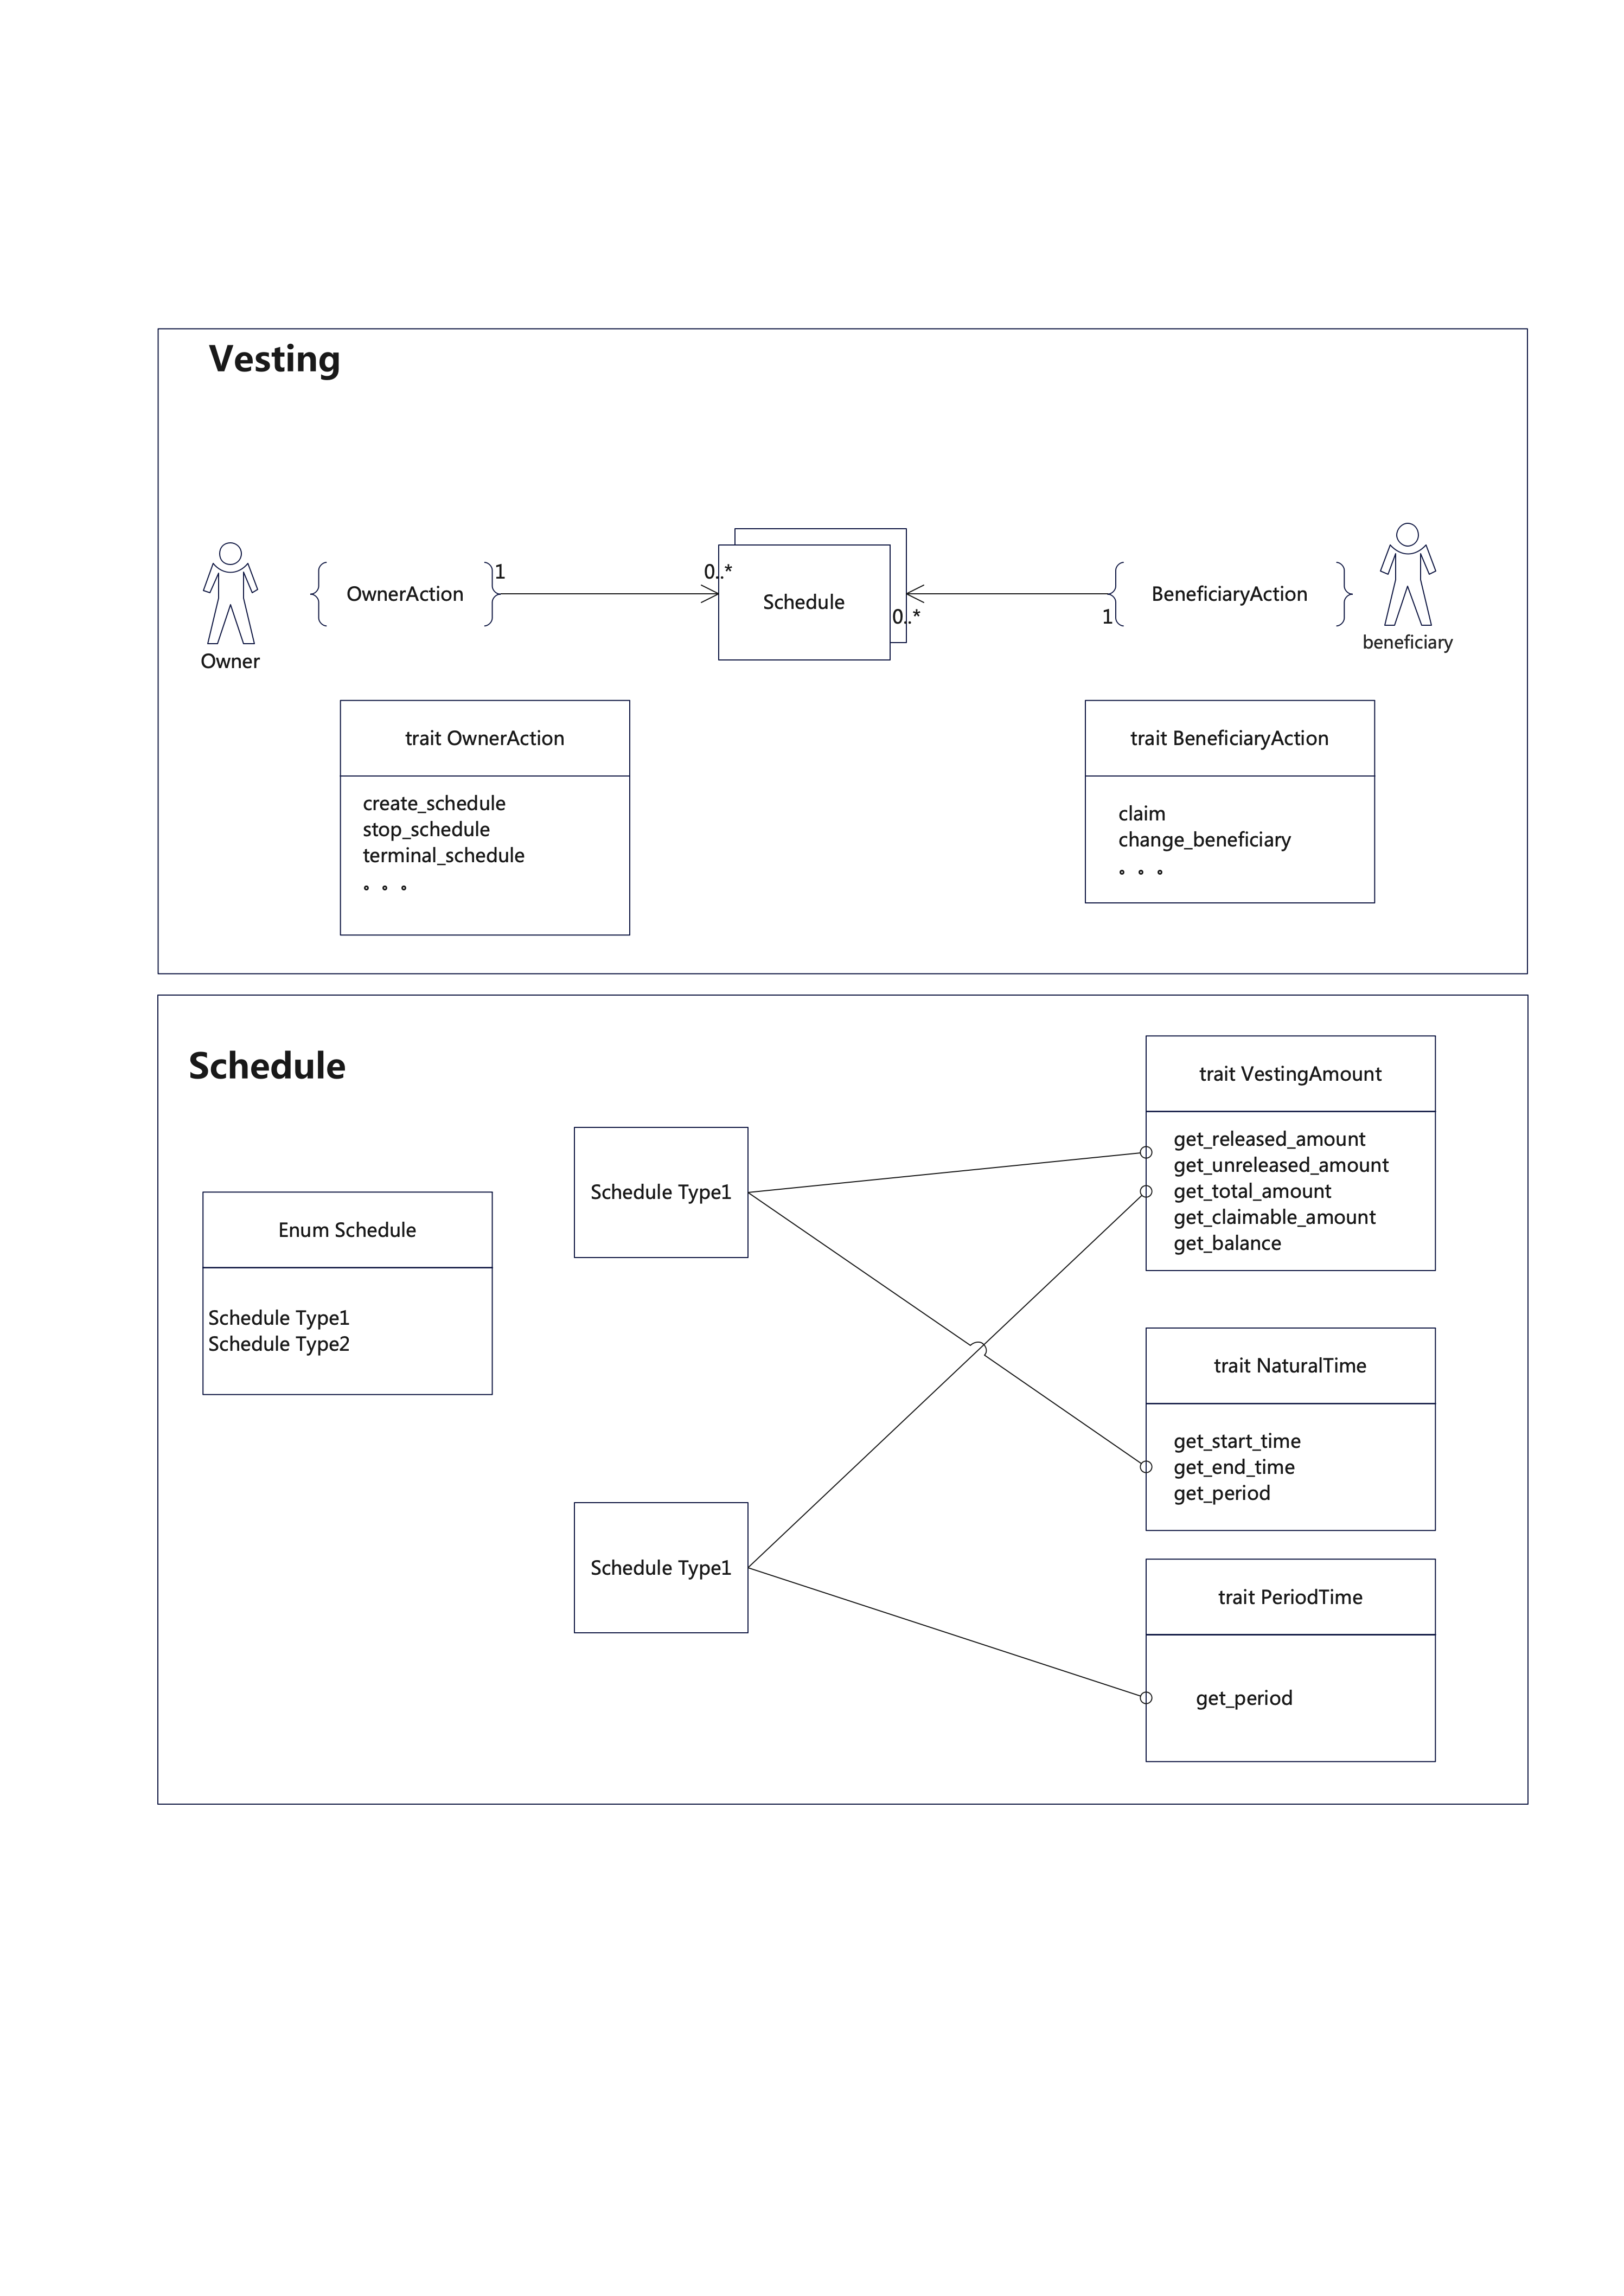 Vesting
Owner
OwnerAction
1
0..*
Schedule
0..*
1
BeneficiaryAction
beneficiary
trait OwnerAction
create_schedule
stop_schedule
terminal_schedule
。。。
trait BeneficiaryAction
claim
change_beneficiary
。。。
Schedule
Enum Schedule
Schedule Type1
Schedule Type2
Schedule Type1
Schedule Type1
trait VestingAmount
get_released_amount
get_unreleased_amount
get_total_amount
get_claimable_amount
get_balance
trait NaturalTime
get_start_time
get_end_time
get_period
trait PeriodTime
get_period